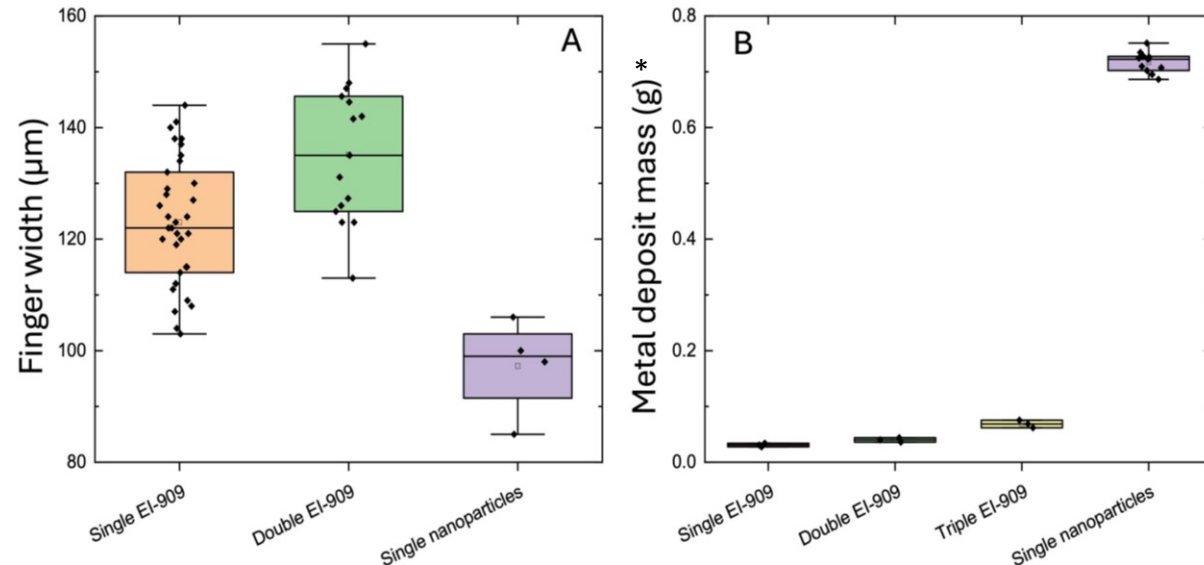 A
Finger width (µm)
160
140
120
100
80
Single EI-909
Double EI-909
Single nanoparticles
B
Metal deposit mass (g) *
0.8
0.6
0.4
0.2
0.0
Single EI-909
Double EI-909
Triple EI-909
Single nanoparticles